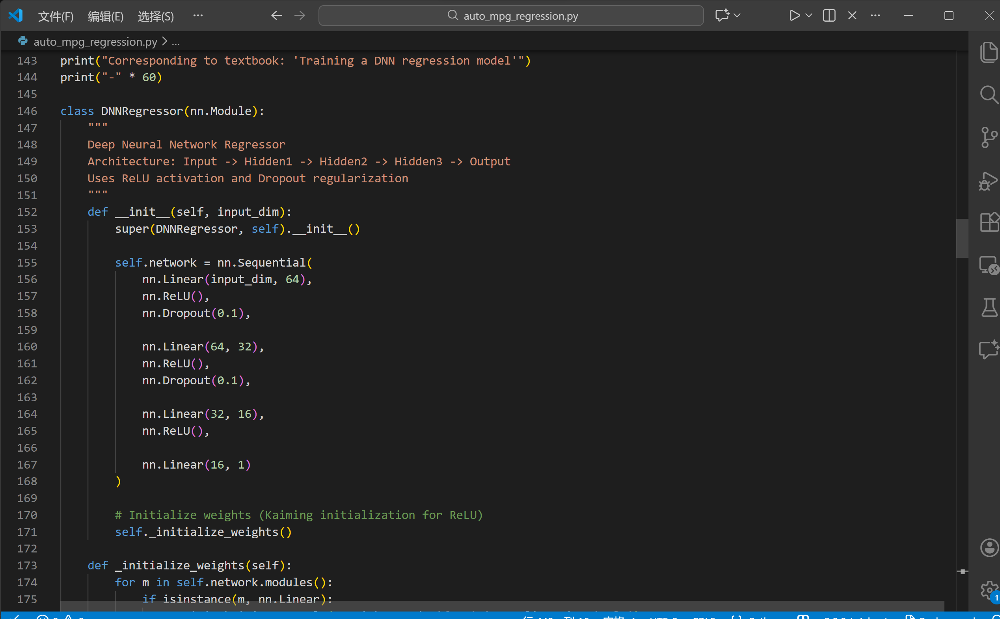 文件(F) 编辑(E) 选择(S) ··· auto_mpg_regression.py
auto_mpg_regression.py > ...
143 print("Corresponding to textbook: 'Training a DNN regression model'")
144 print("-" * 60)
145
146 class DNNRegressor(nn.Module):
147     """
148     Deep Neural Network Regressor
149     Architecture: Input -> Hidden1 -> Hidden2 -> Hidden3 -> Output
150     Uses ReLU activation and Dropout regularization
151     """
152     def __init__(self, input_dim):
153         super(DNNRegressor, self).__init__()
154
155         self.network = nn.Sequential(
156             nn.Linear(input_dim, 64),
157             nn.ReLU(),
158             nn.Dropout(0.1),
159
160             nn.Linear(64, 32),
161             nn.ReLU(),
162             nn.Dropout(0.1),
163
164             nn.Linear(32, 16),
165             nn.ReLU(),
166
167             nn.Linear(16, 1)
168         )
169
170         # Initialize weights (Kaiming initialization for ReLU)
171         self._initialize_weights()
172
173     def _initialize_weights(self):
174         for m in self.network.modules():
175             if isinstance(m, nn.Linear):
1